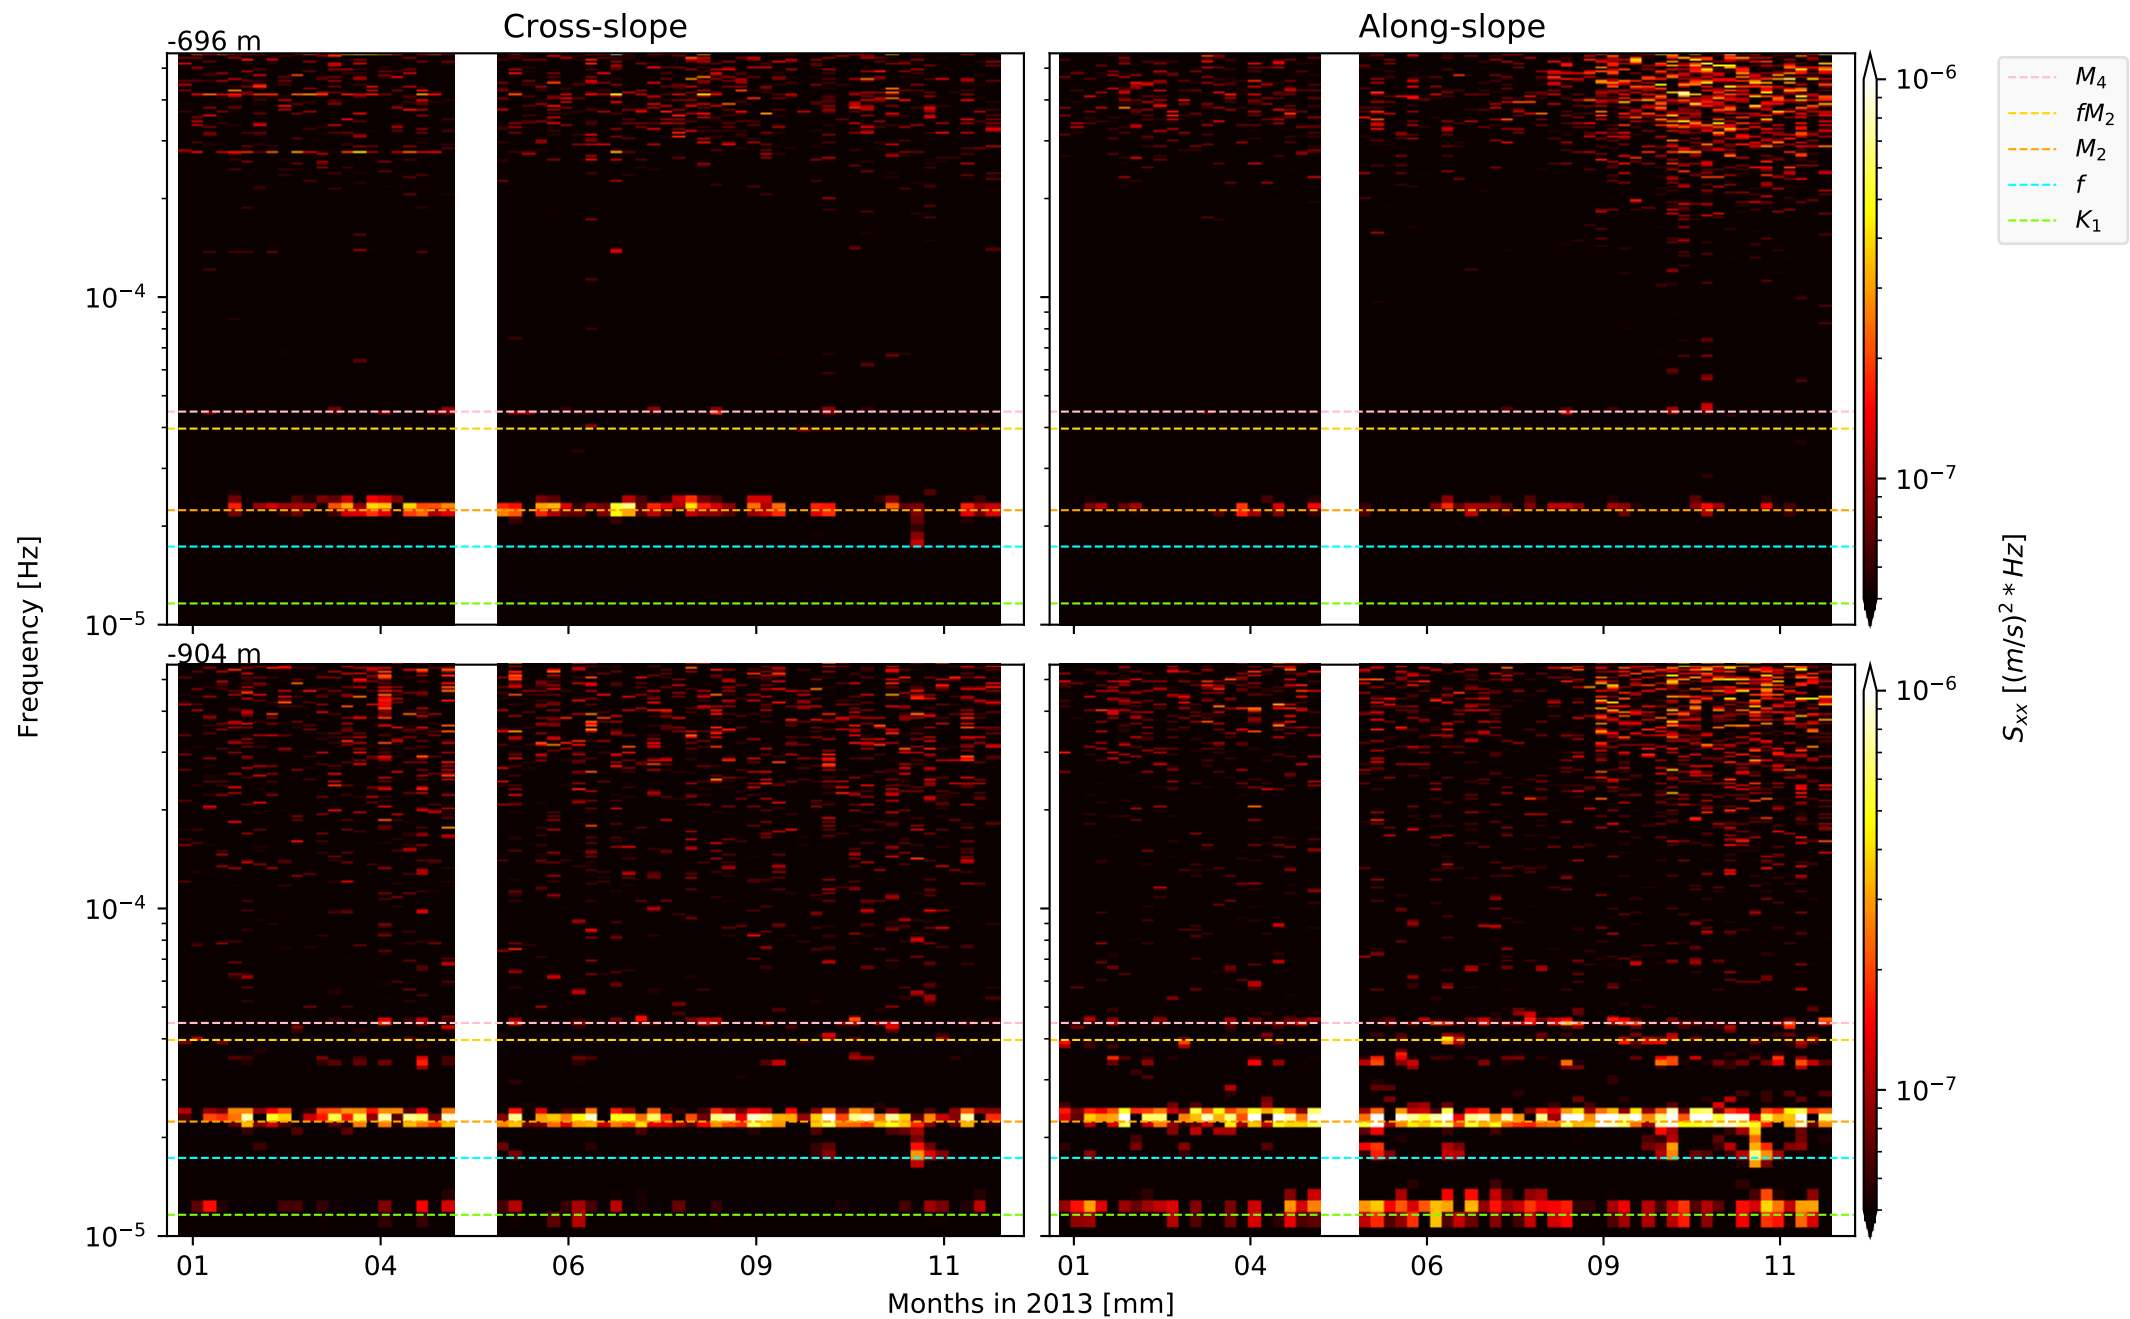 Cross-slope
Along-slope
-696 m
10⁻⁴
10⁻⁵
10⁻⁶
10⁻⁷
M₄
fM₂
M₂
f
K₁
Frequency [Hz]
Sₓₓ [(m/s)² * Hz]
-904 m
10⁻⁴
10⁻⁵
10⁻⁶
10⁻⁷
01 04 06 09 11
01 04 06 09 11
Months in 2013 [mm]